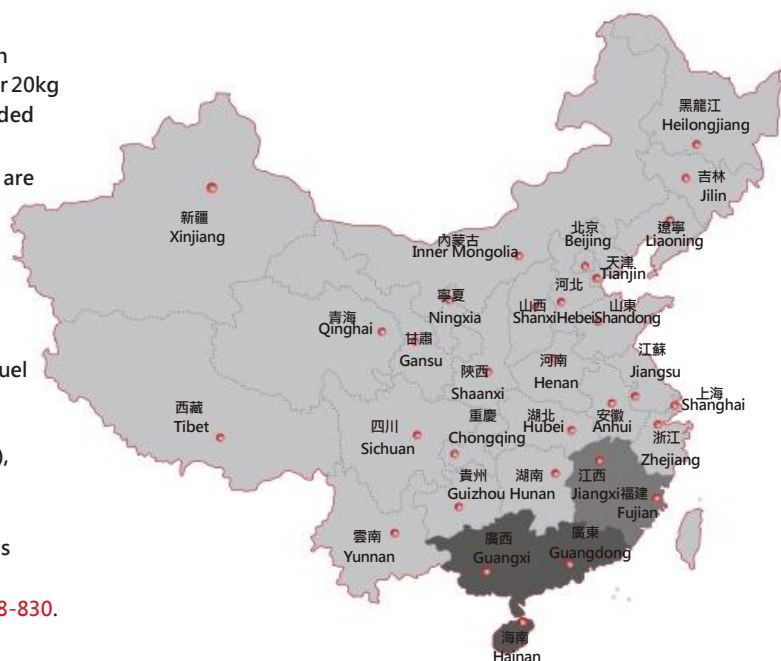 n
r 20kg
ded
are
uel
),
s
8-830.
黑龍江
Heilongjiang
吉林
Jilin
遼寧
Liaoning
新疆
Xinjiang
內蒙古
Inner Mongolia
北京
Beijing
天津
Tianjin
河北
Hebei
山西
Shanxi
山東
Shandong
寧夏
Ningxia
青海
Qinghai
甘肅
Gansu
陝西
Shaanxi
河南
Henan
江蘇
Jiangsu
上海
Shanghai
安徽
Anhui
湖北
Hubei
浙江
Zhejiang
西藏
Tibet
四川
Sichuan
重慶
Chongqing
貴州
Guizhou
湖南
Hunan
江西
Jiangxi
福建
Fujian
雲南
Yunnan
廣西
Guangxi
廣東
Guangdong
海南
Hainan